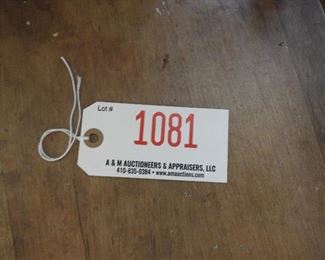 Lot #
1081
A & M AUCTIONEERS & APPRAISERS, LLC
410-835-0384 • www.amauctions.com